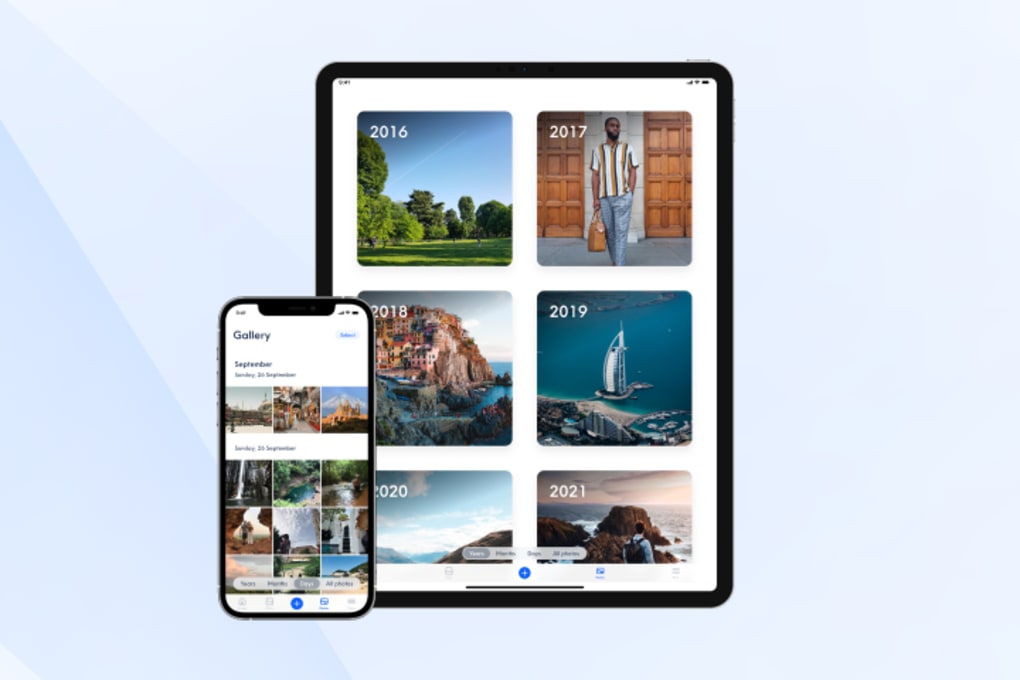 9:41
2016
2017
2018
2019
2020
2021
Years Months Days All photos
9:41
Gallery
Select
September
Sunday, 26 September
Sunday, 26 September
Years Months Days All photos